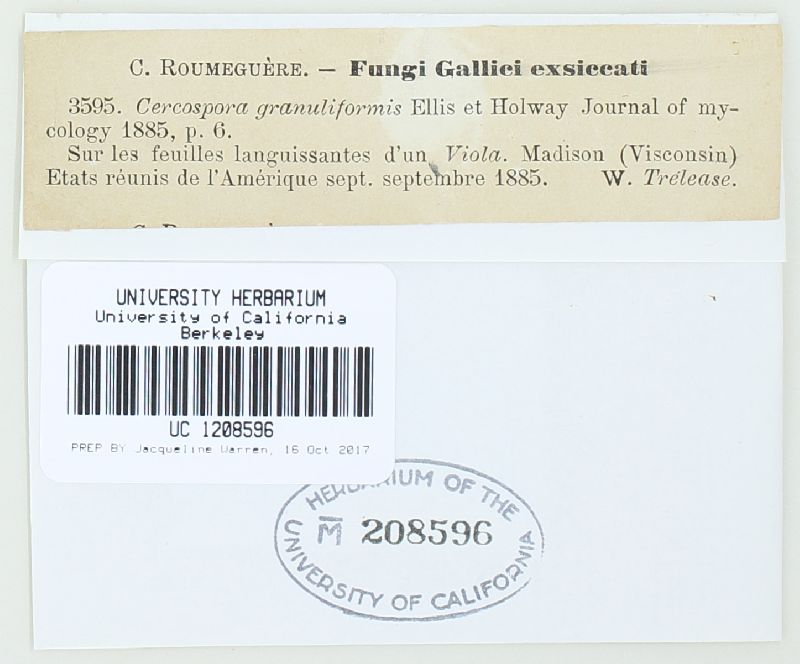 C. ROUMEGUÈRE. — Fungi Gallici exsiccati
3595. Cercospora granuliformis Ellis et Holway Journal of my-
cology 1885, p. 6.
Sur les feuilles languissantes d'un Viola. Madison (Visconsin)
Etats réunis de l'Amérique sept. septembre 1885. W. Trélease.
UNIVERSITY HERBARIUM
University of California
Berkeley
UC 1208596
PREP BY Jacqueline Warren, 16 Oct 2017
HERBARIUM OF THE
M 208596
UNIVERSITY OF CALIFORNIA